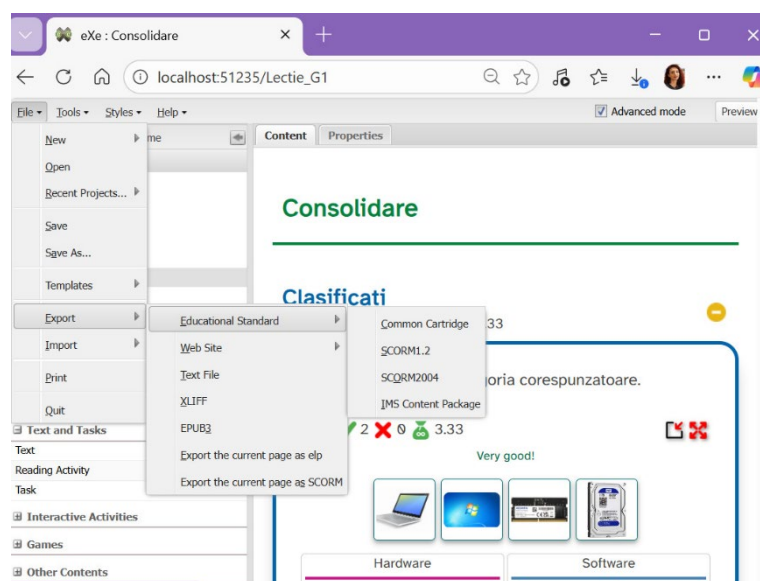 eXe : Consolidare
localhost:51235/Lectie_G1
File Tools Styles Help Advanced mode Preview
New me Content Properties
Open
Recent Projects...
Save
Save As...
Templates
Export
Import
Print
Quit
Educational Standard
Web Site
Text File
XLIFF
EPUB3
Export the current page as elp
Export the current page as SCORM
Common Cartridge
SCORM1.2
SCORM2004
IMS Content Package
Consolidare
Clasificati
.33
oria corespunzatoare.
2 0 3.33
Very good!
Hardware Software
Text and Tasks
Text
Reading Activity
Task
Interactive Activities
Games
Other Contents